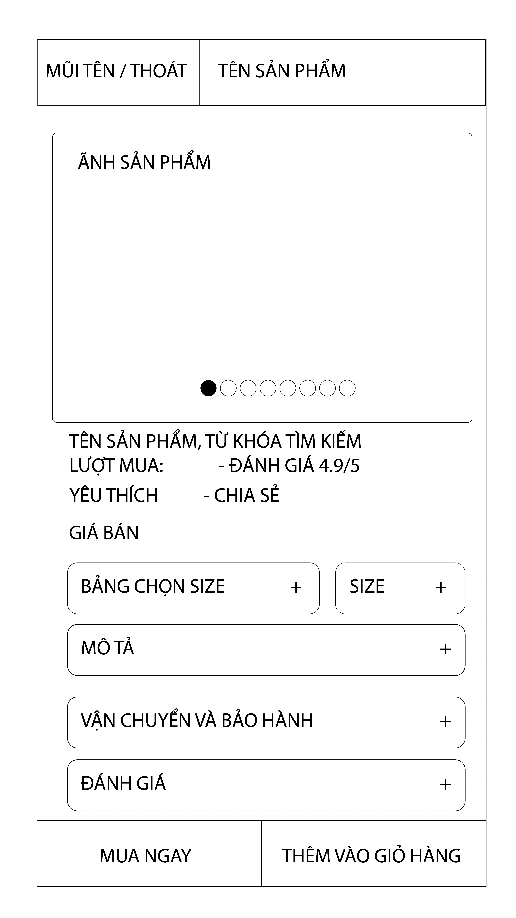 MŨI TÊN / THOÁT TÊN SẢN PHẨM
ÃNH SẢN PHẨM
TÊN SẢN PHẨM, TỪ KHÓA TÌM KIẾM
LƯỢT MUA: - ĐÁNH GIÁ 4.9/5
YÊU THÍCH - CHIA SẺ
GIÁ BÁN
BẢNG CHỌN SIZE + SIZE +
MÔ TẢ +
VẬN CHUYỂN VÀ BẢO HÀNH +
ĐÁNH GIÁ +
MUA NGAY THÊM VÀO GIỎ HÀNG